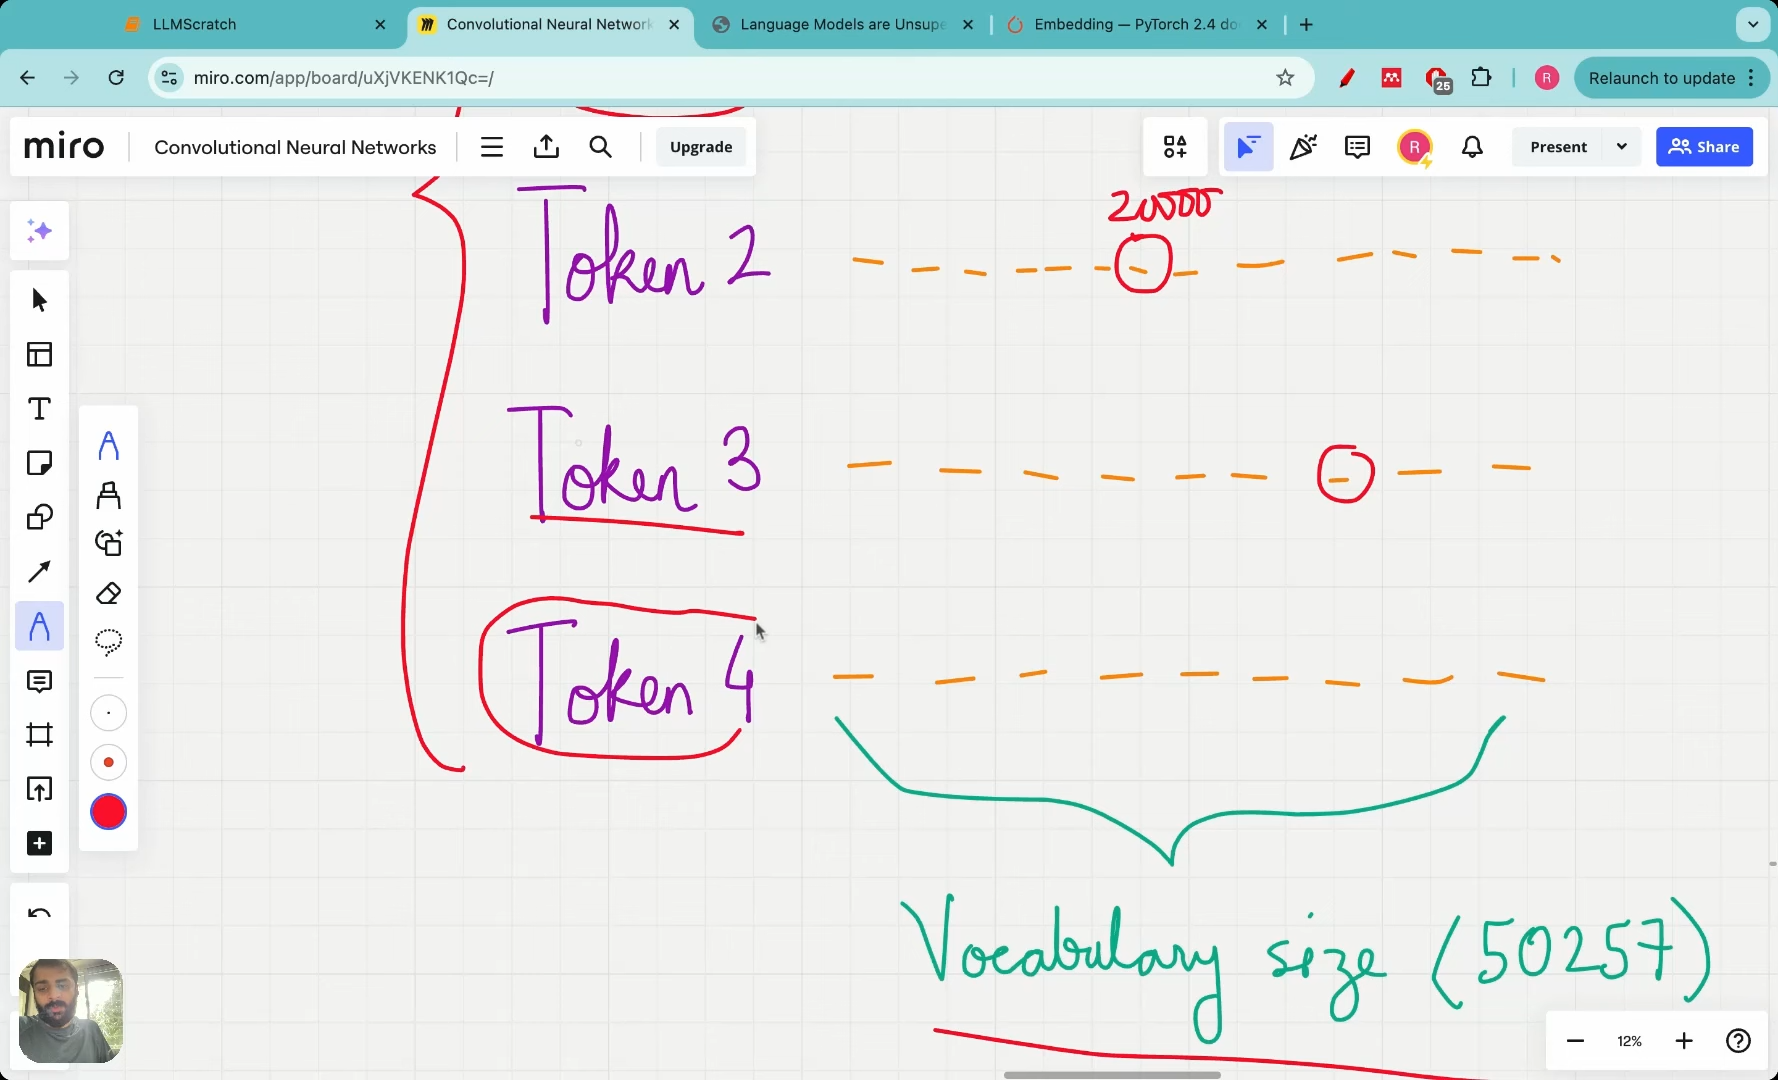 LLMScratch
Convolutional Neural Network
Language Models are Unsupe
Embedding — PyTorch 2.4 do
miro.com/app/board/uXjVKENK1Qc=/
25
R
Relaunch to update
miro
Convolutional Neural Networks
Upgrade
R
Present
Share
20000
Token 2
Token 3
Token 4
Vocabulary size (50257)
12%